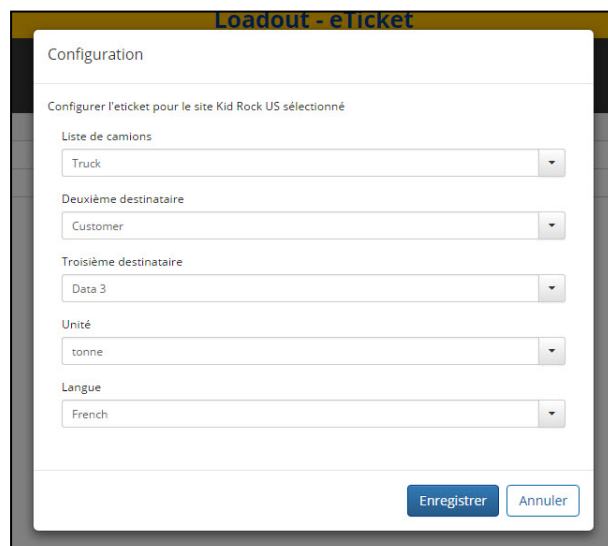 Loadout - eTicket
Configuration
Configurer l'eticket pour le site Kid Rock US sélectionné
Liste de camions
Truck
Deuxième destinataire
Customer
Troisième destinataire
Data 3
Unité
tonne
Langue
French
Enregistrer
Annuler